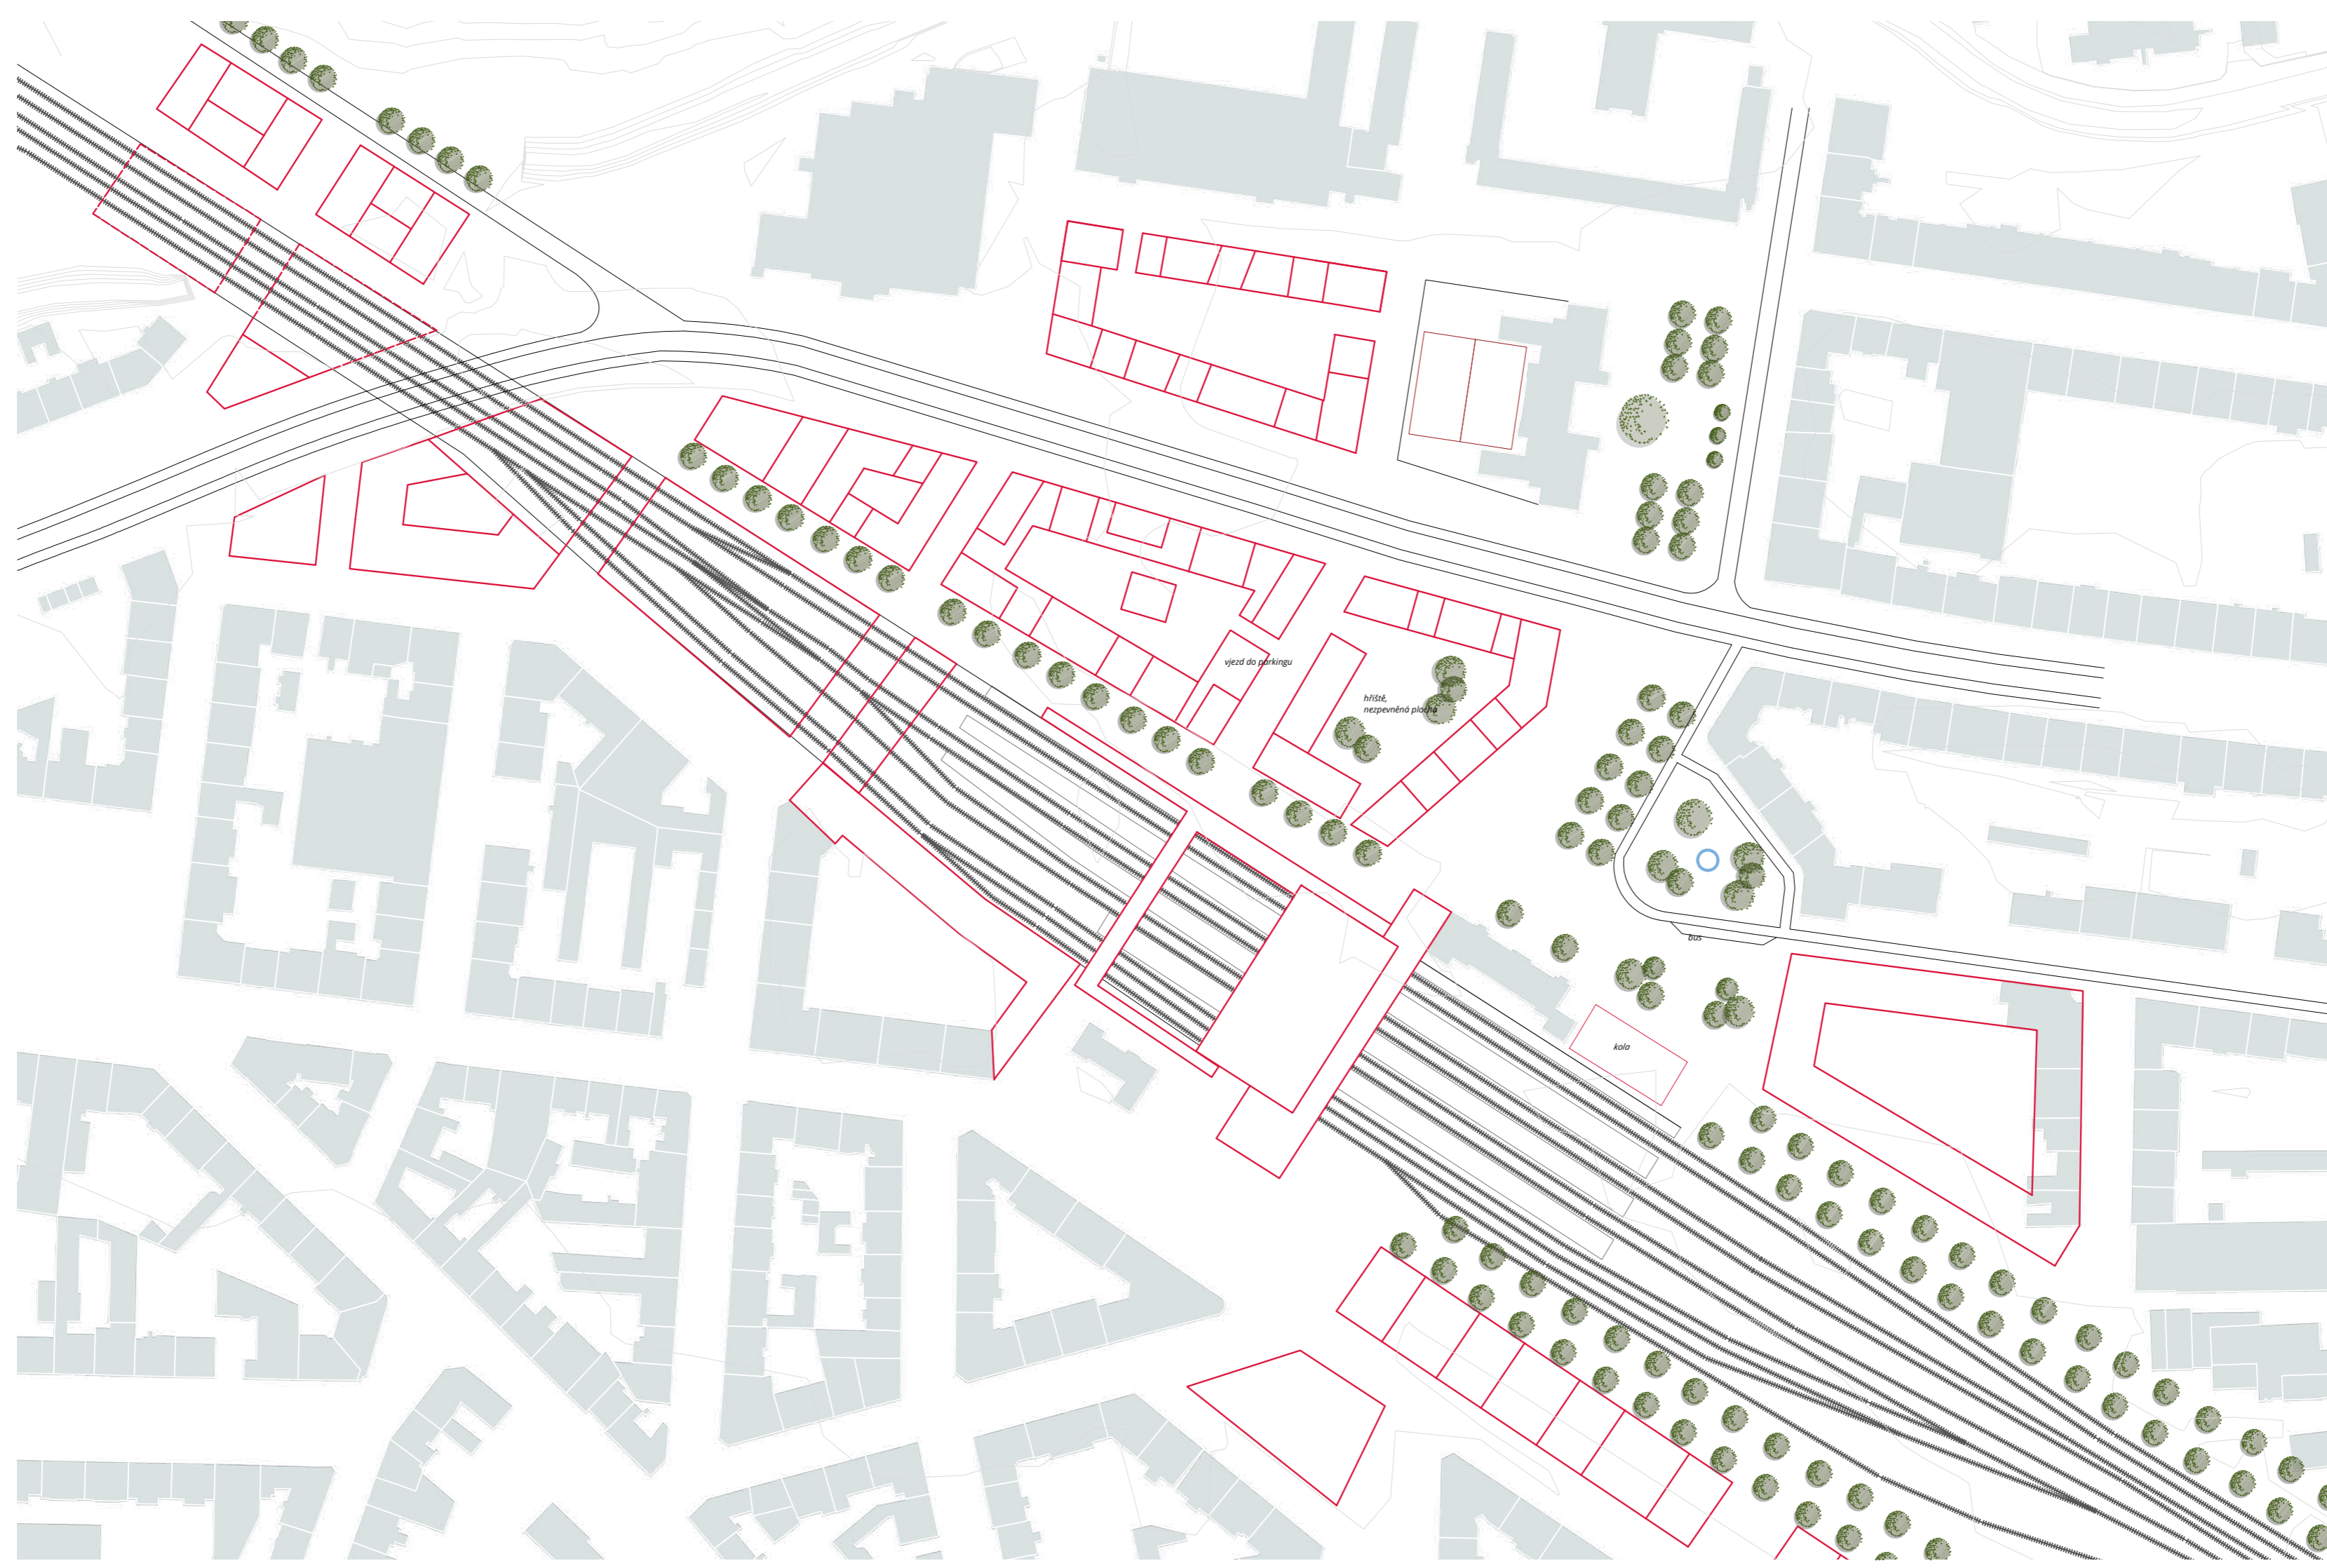 vjezd do parkingu
hřiště,
nezpevněná plocha
bus
kola